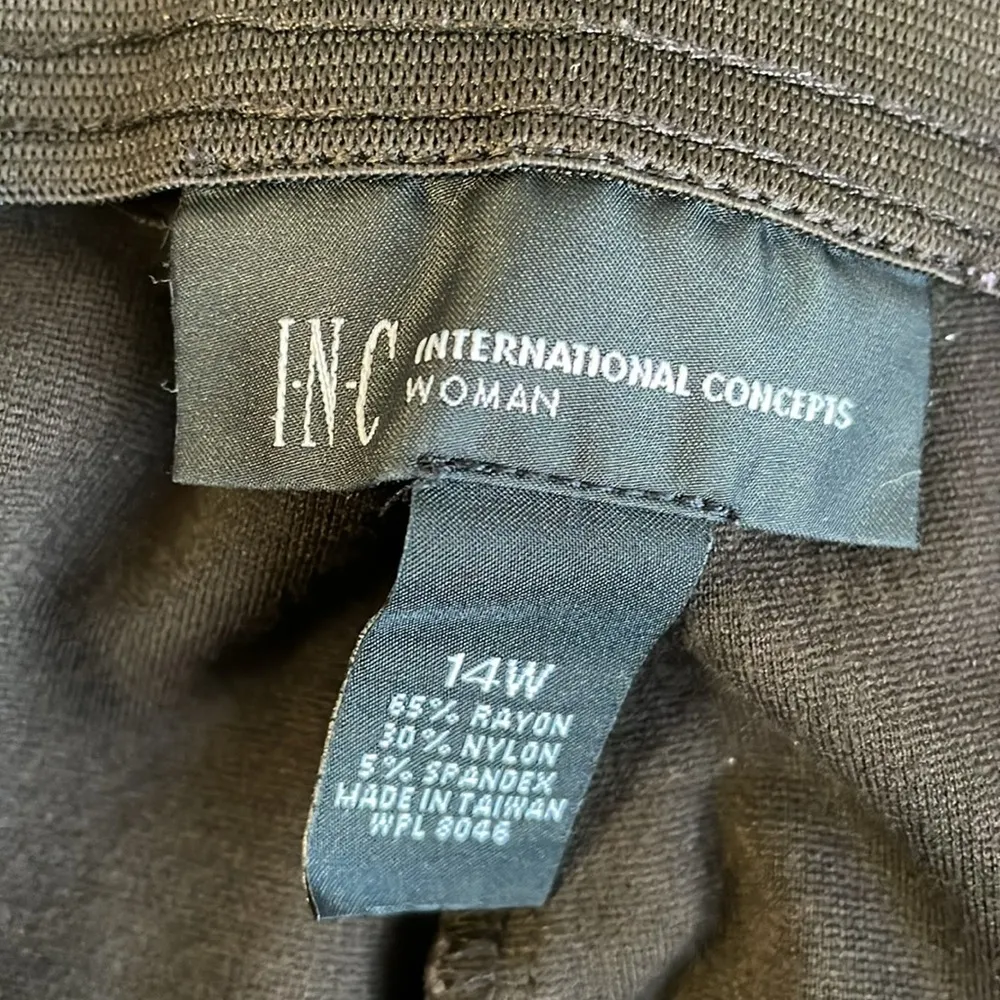 I·N·C INTERNATIONAL CONCEPTS
WOMAN
14W
65% RAYON
30% NYLON
5% SPANDEX
MADE IN TAIWAN
WPL 8046